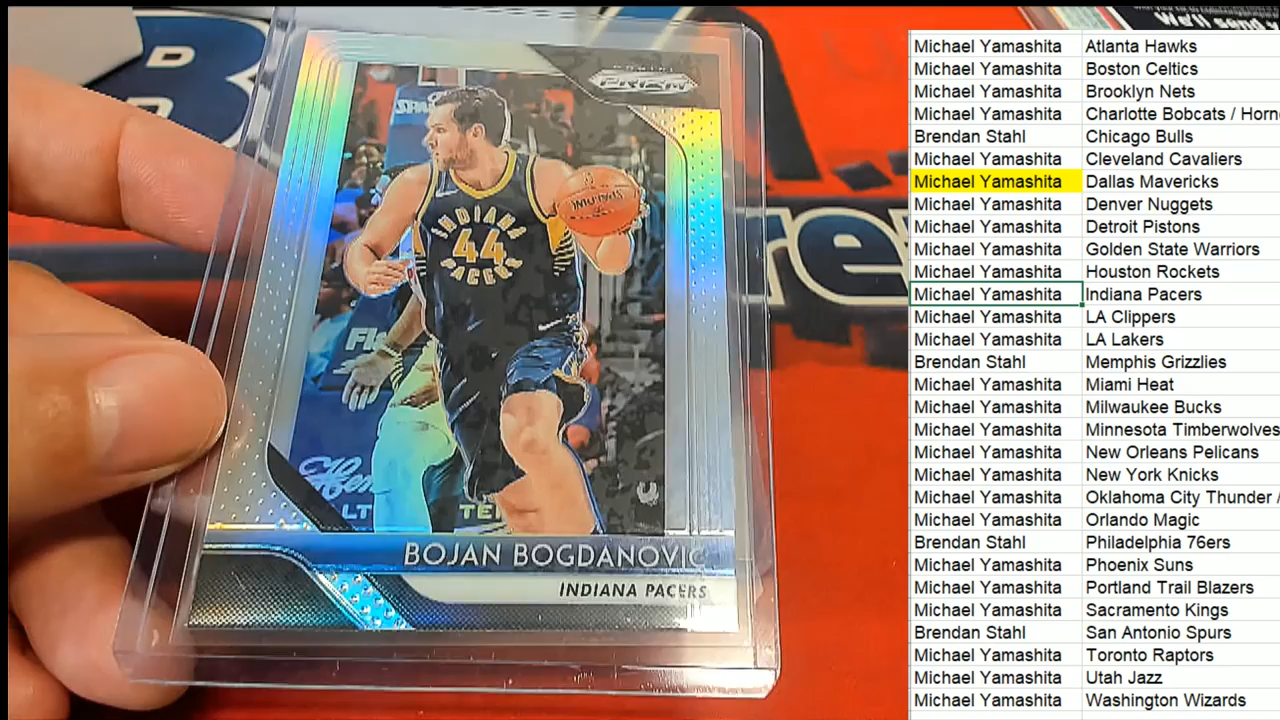 PANINI
PRIZM
SPALDING
INDIANA
44
PACERS
BOJAN BOGDANOVIC
INDIANA PACERS
Michael Yamashita Atlanta Hawks
Michael Yamashita Boston Celtics
Michael Yamashita Brooklyn Nets
Michael Yamashita Charlotte Bobcats / Horn
Brendan Stahl Chicago Bulls
Michael Yamashita Cleveland Cavaliers
Michael Yamashita Dallas Mavericks
Michael Yamashita Denver Nuggets
Michael Yamashita Detroit Pistons
Michael Yamashita Golden State Warriors
Michael Yamashita Houston Rockets
Michael Yamashita Indiana Pacers
Michael Yamashita LA Clippers
Michael Yamashita LA Lakers
Brendan Stahl Memphis Grizzlies
Michael Yamashita Miami Heat
Michael Yamashita Milwaukee Bucks
Michael Yamashita Minnesota Timberwolves
Michael Yamashita New Orleans Pelicans
Michael Yamashita New York Knicks
Michael Yamashita Oklahoma City Thunder /
Michael Yamashita Orlando Magic
Brendan Stahl Philadelphia 76ers
Michael Yamashita Phoenix Suns
Michael Yamashita Portland Trail Blazers
Michael Yamashita Sacramento Kings
Brendan Stahl San Antonio Spurs
Michael Yamashita Toronto Raptors
Michael Yamashita Utah Jazz
Michael Yamashita Washington Wizards